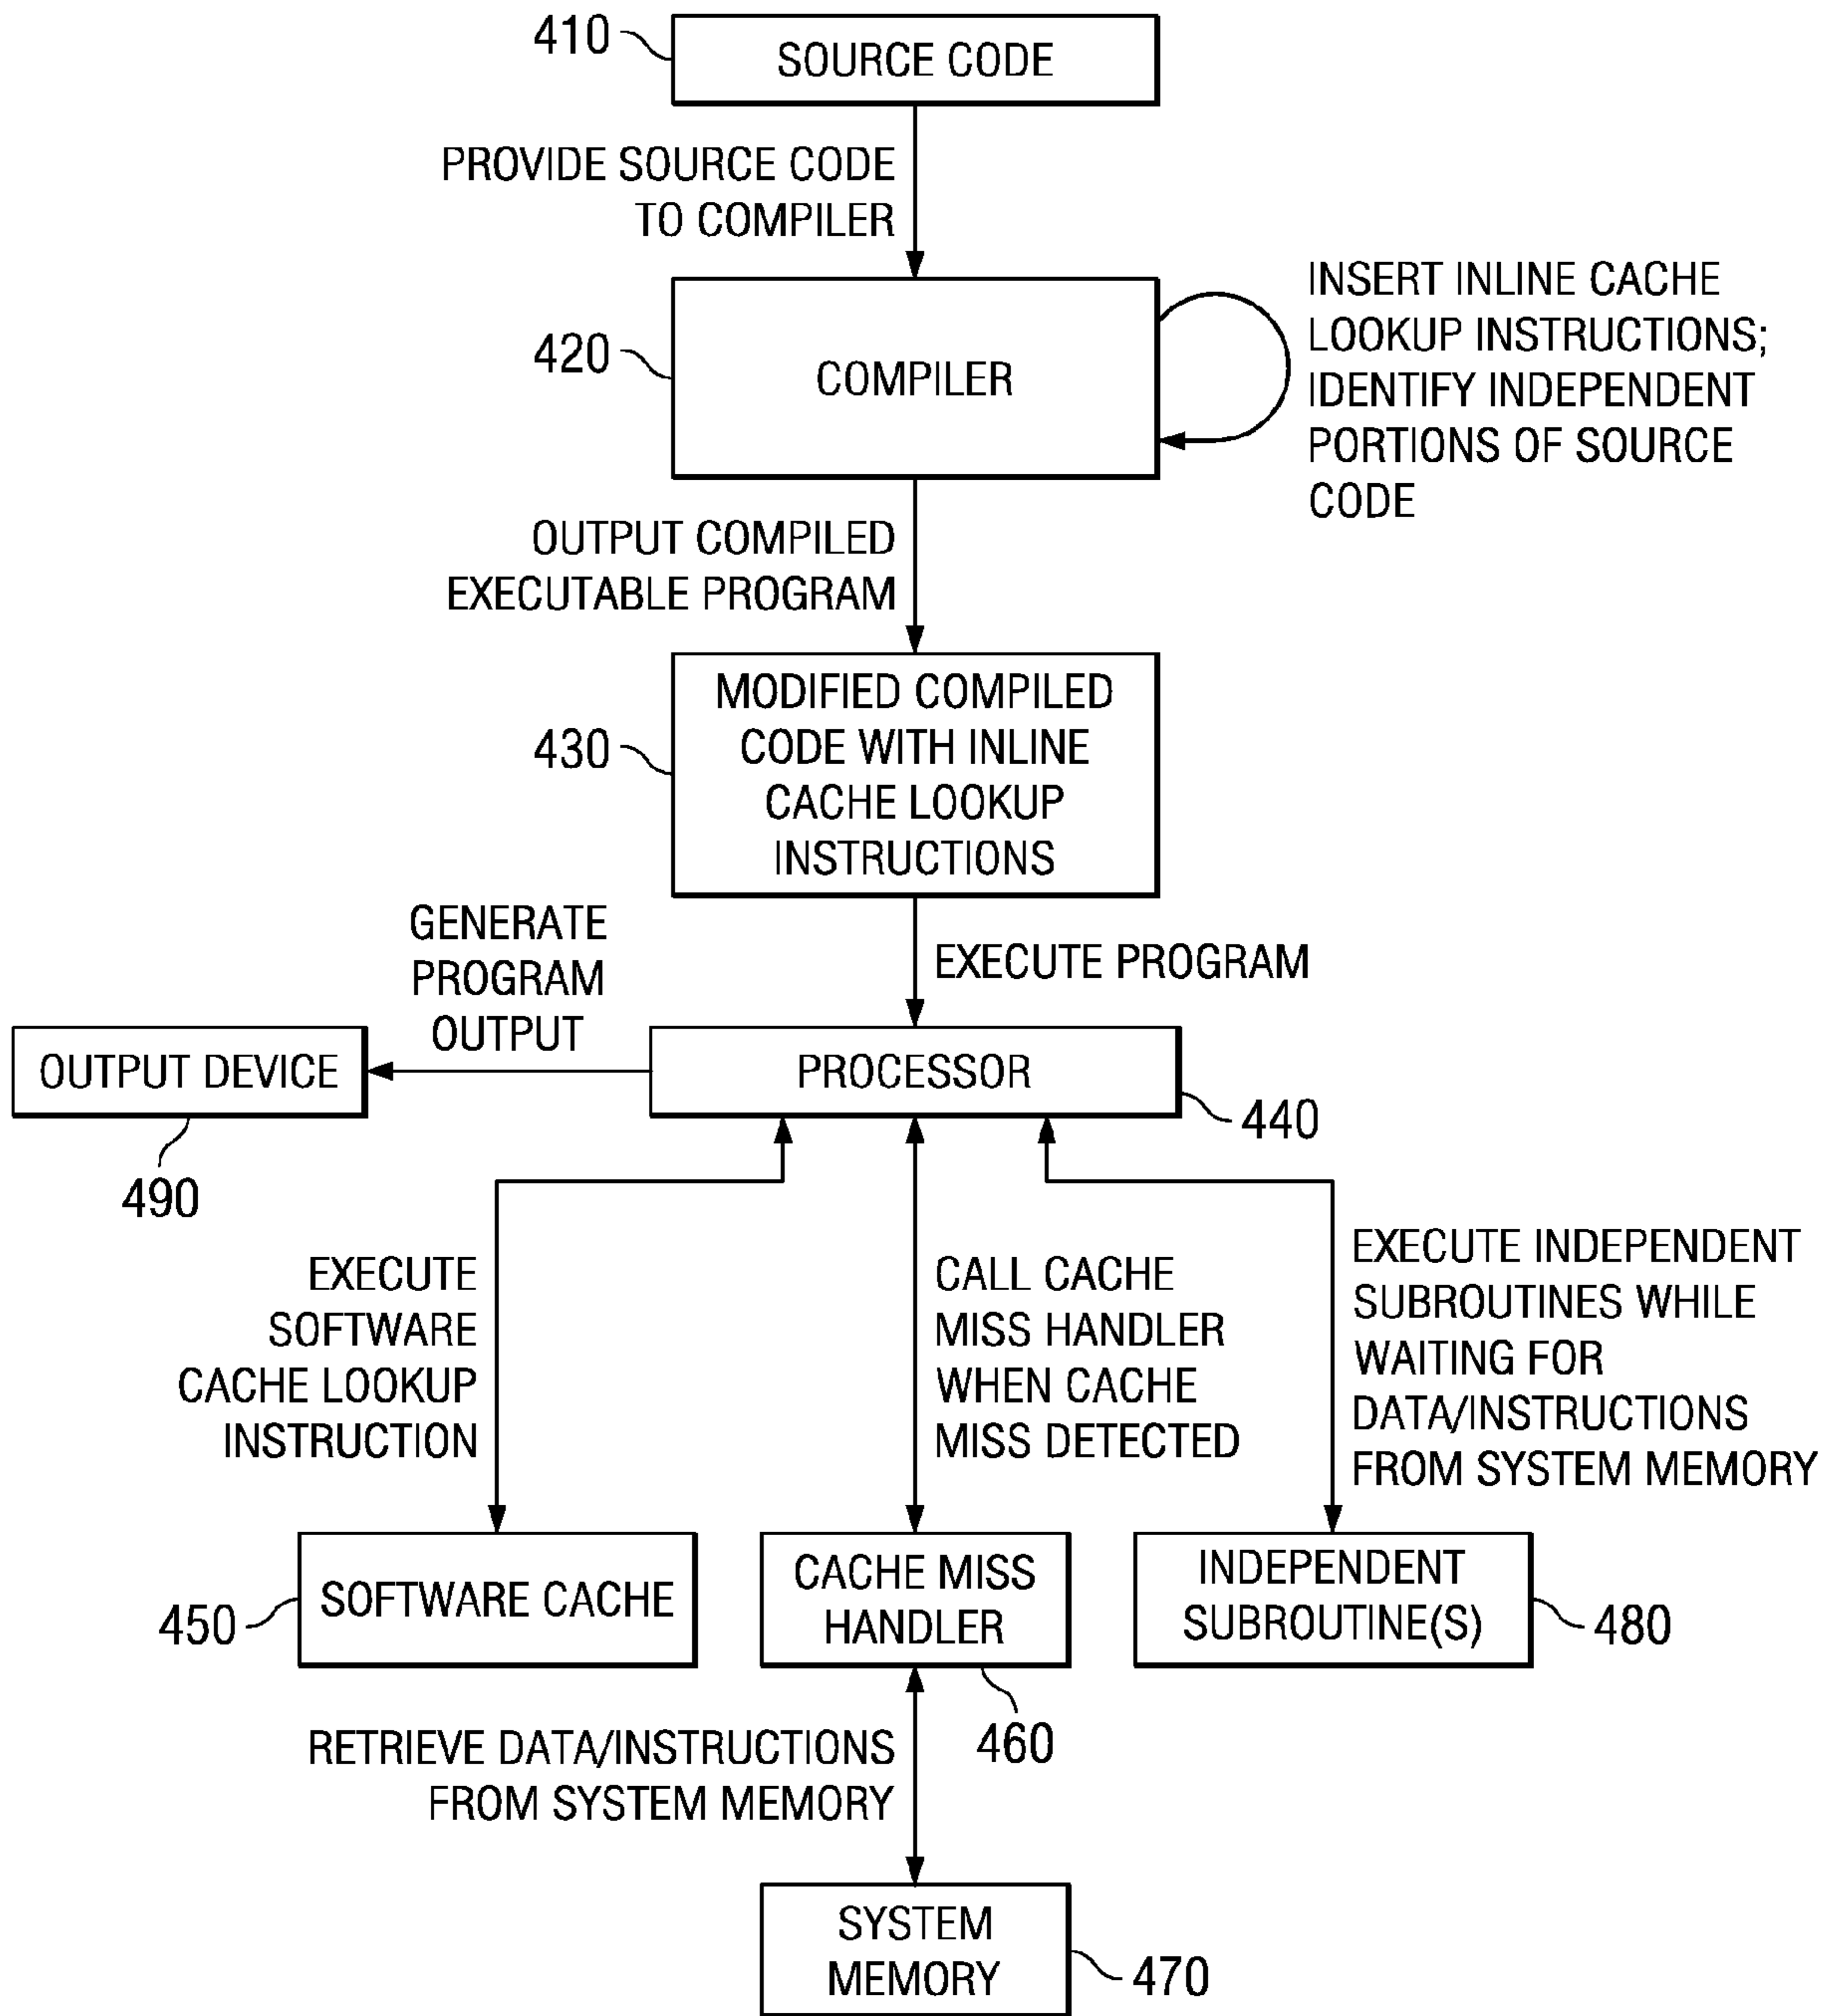 410
SOURCE CODE
PROVIDE SOURCE CODE
TO COMPILER
420
COMPILER
INSERT INLINE CACHE
LOOKUP INSTRUCTIONS;
IDENTIFY INDEPENDENT
PORTIONS OF SOURCE
CODE
OUTPUT COMPILED
EXECUTABLE PROGRAM
430
MODIFIED COMPILED
CODE WITH INLINE
CACHE LOOKUP
INSTRUCTIONS
GENERATE
PROGRAM
OUTPUT
EXECUTE PROGRAM
OUTPUT DEVICE
490
PROCESSOR
440
EXECUTE
SOFTWARE
CACHE LOOKUP
INSTRUCTION
CALL CACHE
MISS HANDLER
WHEN CACHE
MISS DETECTED
EXECUTE INDEPENDENT
SUBROUTINES WHILE
WAITING FOR
DATA/INSTRUCTIONS
FROM SYSTEM MEMORY
450
SOFTWARE CACHE
CACHE MISS
HANDLER
460
INDEPENDENT
SUBROUTINE(S)
480
RETRIEVE DATA/INSTRUCTIONS
FROM SYSTEM MEMORY
SYSTEM
MEMORY
470